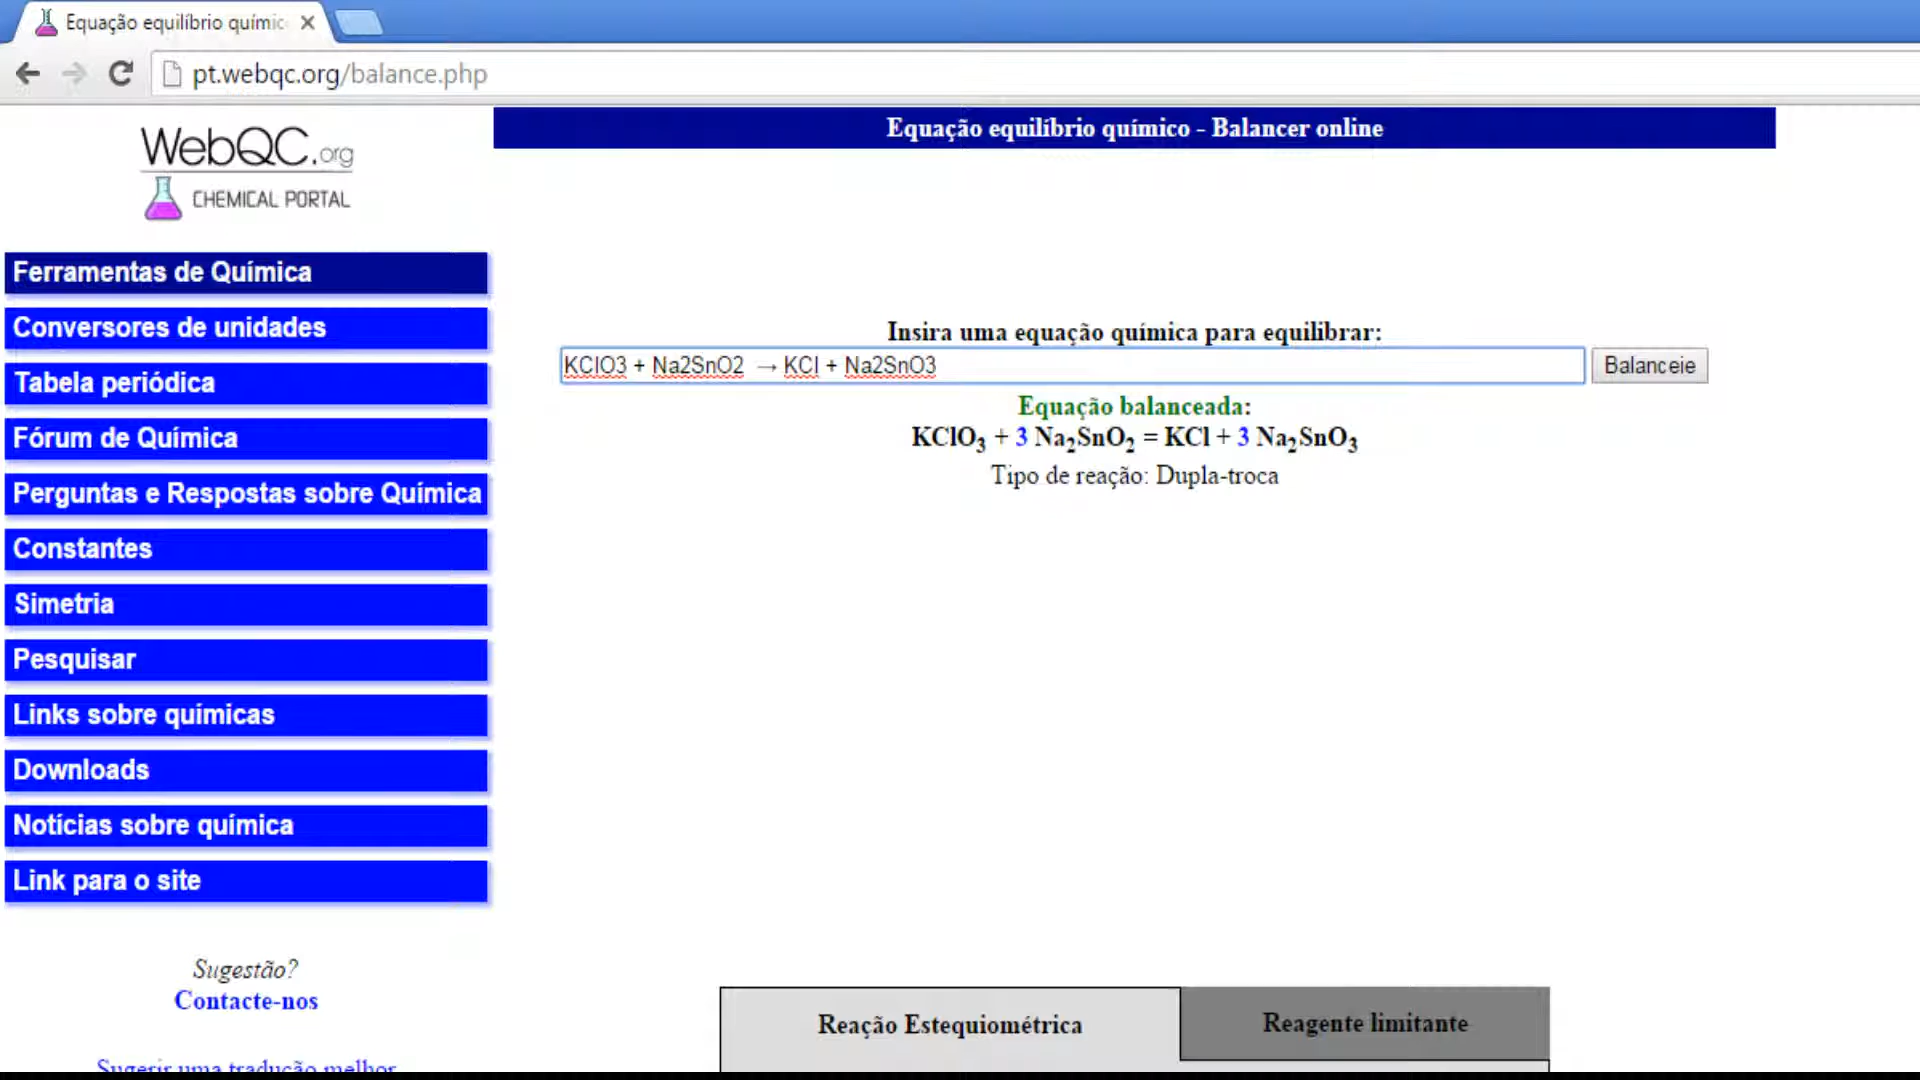 Equação equilíbrio químic
pt.webqc.org/balance.php
WebQC.org
CHEMICAL PORTAL
Ferramentas de Química
Conversores de unidades
Tabela periódica
Fórum de Química
Perguntas e Respostas sobre Química
Constantes
Simetria
Pesquisar
Links sobre químicas
Downloads
Notícias sobre química
Link para o site
Sugestão?
Contacte-nos
Sugerir uma tradução melhor
Equação equilíbrio químico - Balancer online
Insira uma equação química para equilibrar:
KClO3 + Na2SnO2 → KCl + Na2SnO3 Balanceie
Equação balanceada:
KClO₃ + 3 Na₂SnO₂ = KCl + 3 Na₂SnO₃
Tipo de reação: Dupla-troca
Reação Estequiométrica Reagente limitante